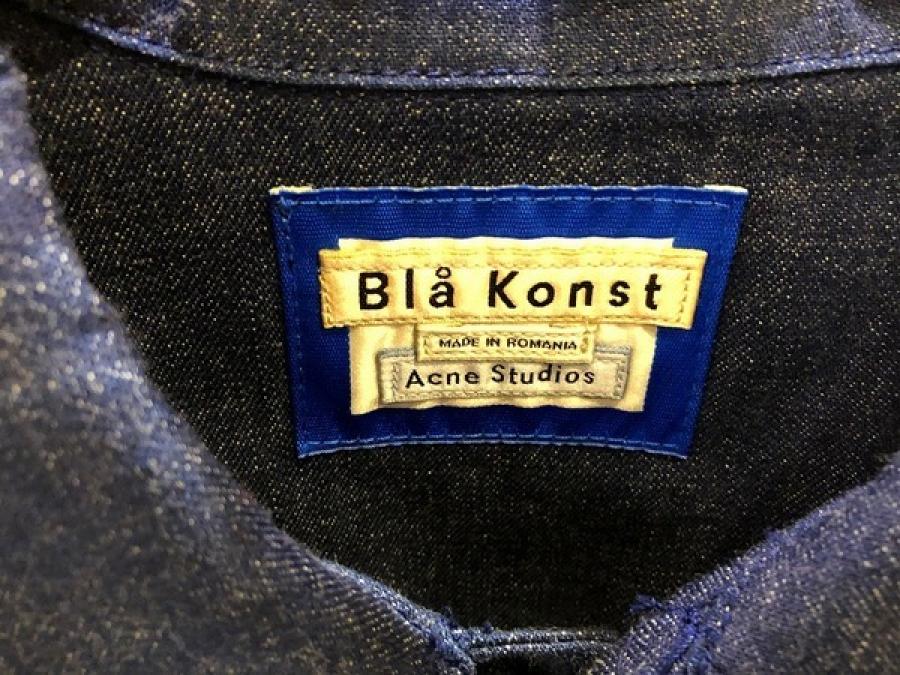 Blå Konst
MADE IN ROMANIA
Acne Studios